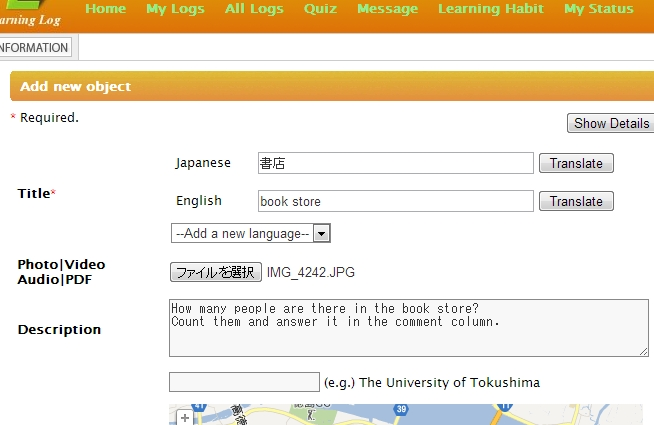 arning Log
Home My Logs All Logs Quiz Message Learning Habit My Status
NFORMATION
Add new object
* Required.
Show Details
Title*
Japanese 書店 Translate
English book store Translate
--Add a new language--
Photo|Video
Audio|PDF
ファイルを選択 IMG_4242.JPG
Description
How many people are there in the book store?
Count them and answer it in the comment column.
(e.g.) The University of Tokushima
39